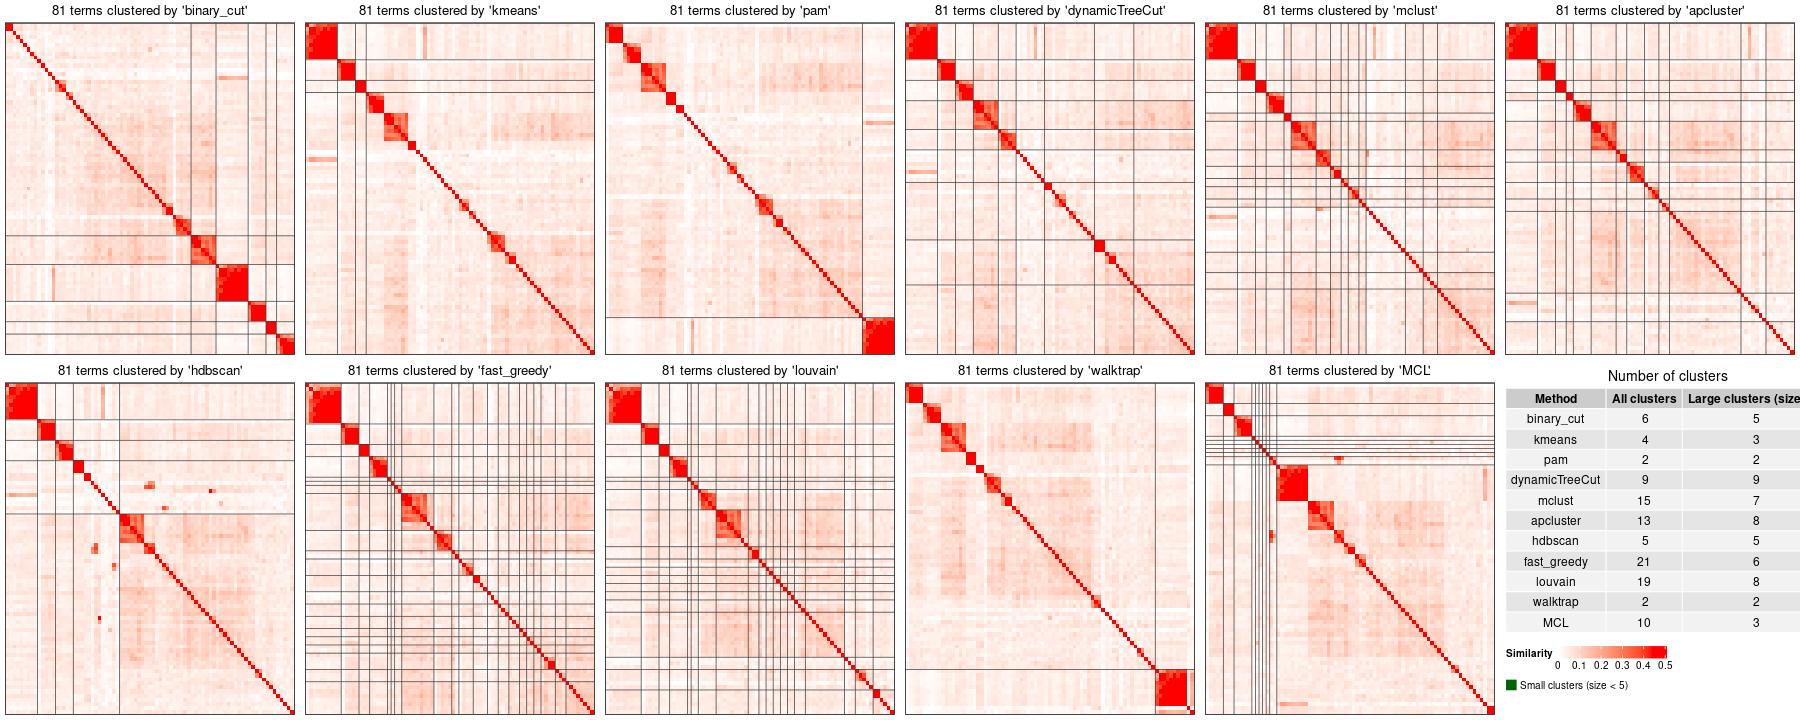 81 terms clustered by 'binary_cut'
81 terms clustered by 'kmeans'
81 terms clustered by 'pam'
81 terms clustered by 'dynamicTreeCut'
81 terms clustered by 'mclust'
81 terms clustered by 'apcluster'
81 terms clustered by 'hdbscan'
81 terms clustered by 'fast_greedy'
81 terms clustered by 'louvain'
81 terms clustered by 'walktrap'
81 terms clustered by 'MCL'
Number of clusters
Method All clusters Large clusters (size
binary_cut 6 5
kmeans 4 3
pam 2 2
dynamicTreeCut 9 9
mclust 15 7
apcluster 13 8
hdbscan 5 5
fast_greedy 21 6
louvain 19 8
walktrap 2 2
MCL 10 3
Similarity
0 0.1 0.2 0.3 0.4 0.5
Small clusters (size < 5)